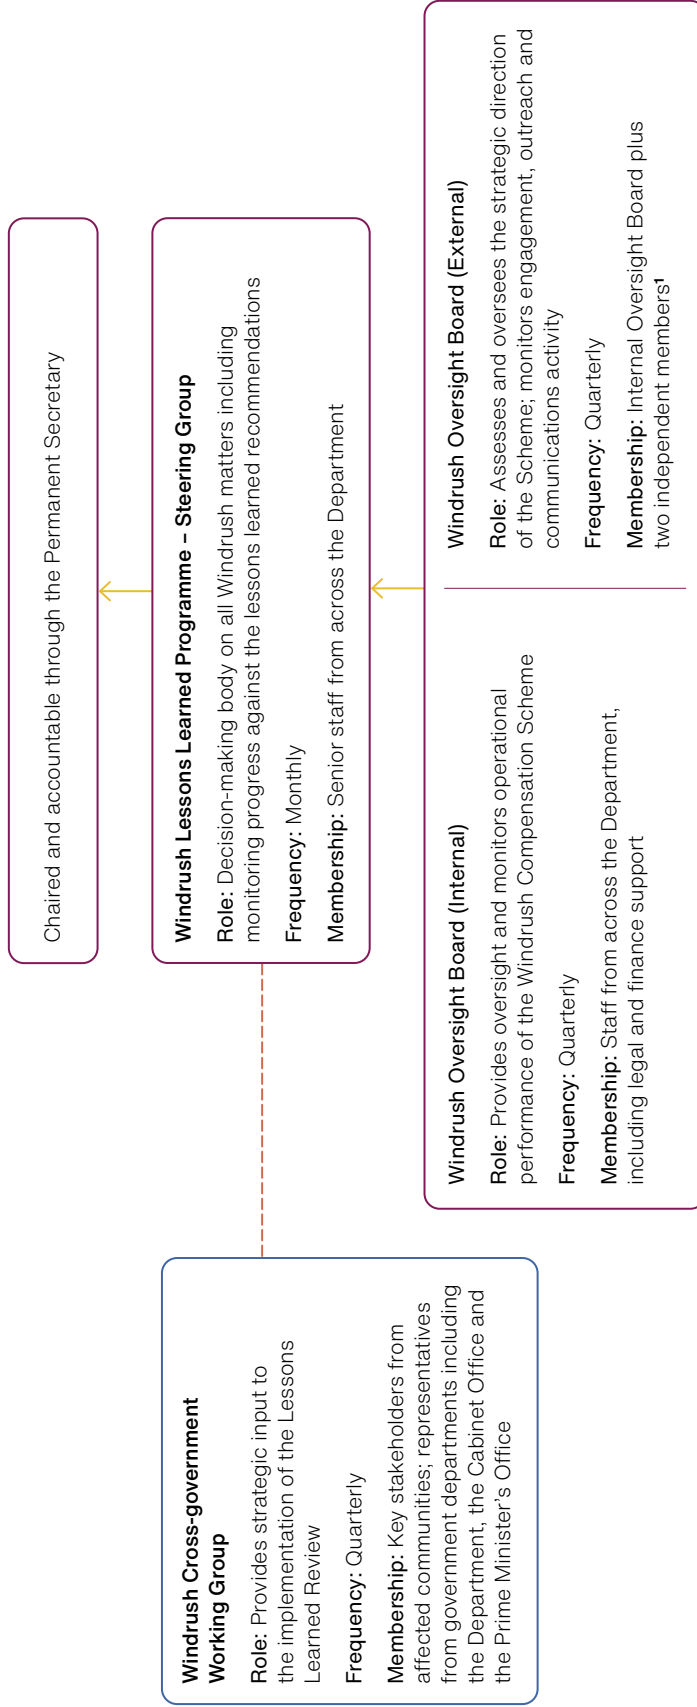 Chaired and accountable through the Permanent Secretary
Windrush Lessons Learned Programme – Steering Group
Role: Decision-making body on all Windrush matters including
monitoring progress against the lessons learned recommendations
Frequency: Monthly
Membership: Senior staff from across the Department
Windrush Cross-government
Working Group
Role: Provides strategic input to
the implementation of the Lessons
Learned Review
Frequency: Quarterly
Membership: Key stakeholders from
affected communities; representatives
from government departments including
the Department, the Cabinet Office and
the Prime Minister’s Office
Windrush Oversight Board (Internal)
Role: Provides oversight and monitors operational
performance of the Windrush Compensation Scheme
Frequency: Quarterly
Membership: Staff from across the Department,
including legal and finance support
Windrush Oversight Board (External)
Role: Assesses and oversees the strategic direction
of the Scheme; monitors engagement, outreach and
communications activity
Frequency: Quarterly
Membership: Internal Oversight Board plus
two independent members¹